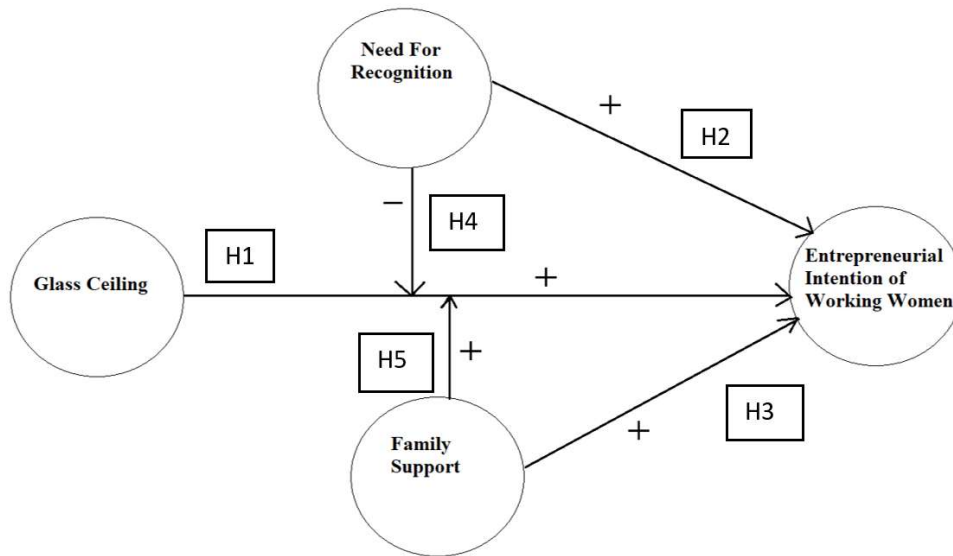 Need For
Recognition
+
H2
−
H4
H1
Glass Ceiling
+
Entrepreneurial
Intention of
Working Women
H5
+
H3
+
Family
Support